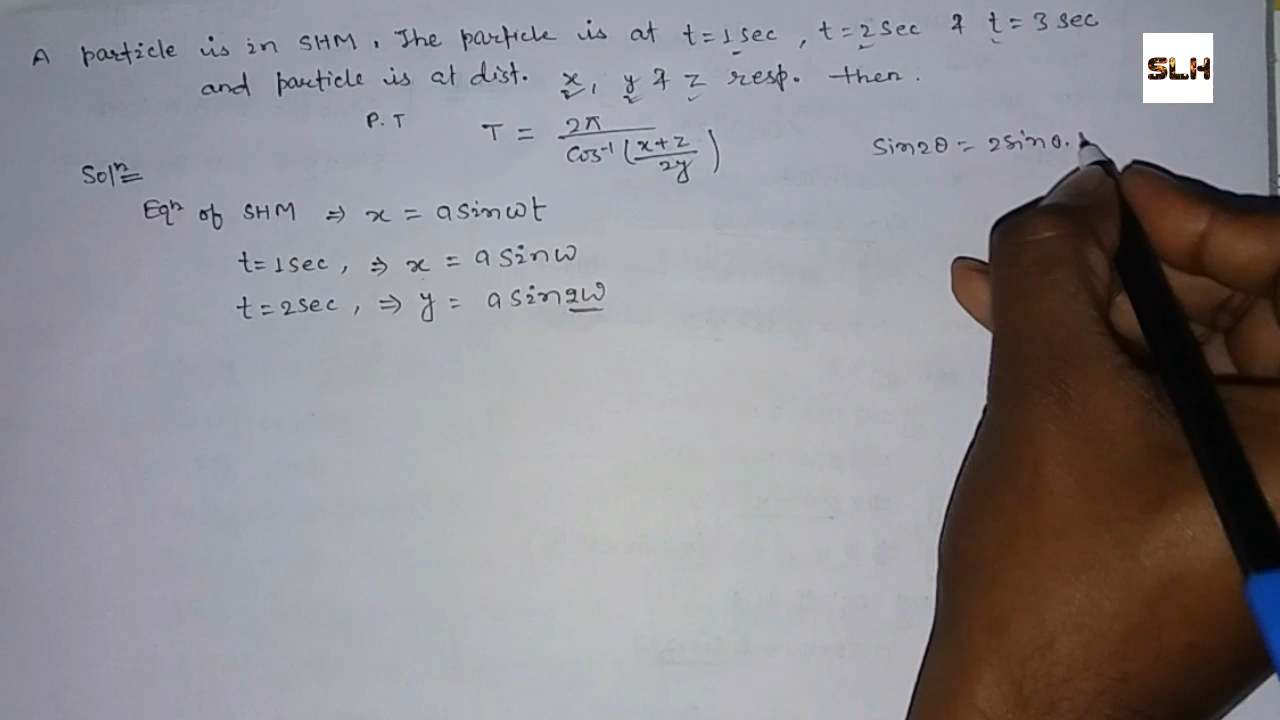 A particle is in SHM. The particle is at t=1sec, t=2sec & t=3sec
and particle is at dist. x, y & z resp. then.
P.T T = 2π / cos⁻¹(x+z / 2y)
sin2θ = 2sinθ.
Solⁿ
Eqⁿ of SHM ⇒ x = a sinωt
t=1sec, ⇒ x = a sinω
t=2sec, ⇒ y = a sin2ω
SLH